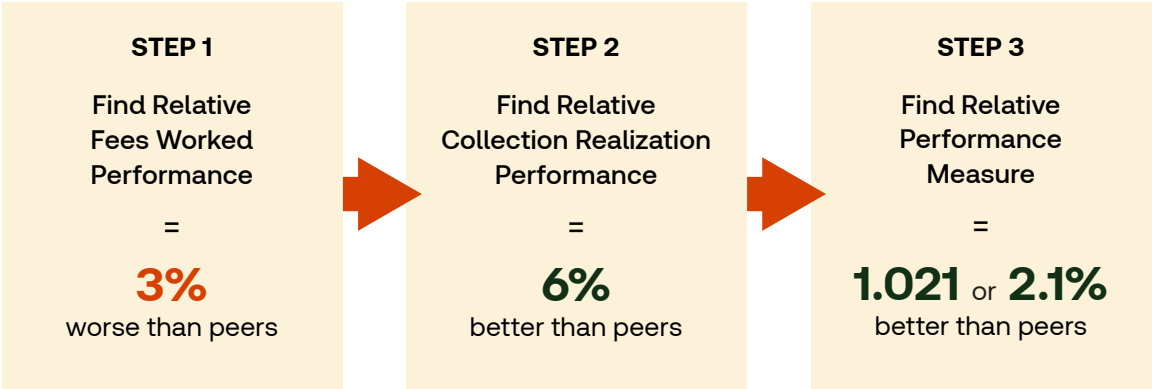 STEP 1
Find Relative
Fees Worked
Performance
=
3%
worse than peers
STEP 2
Find Relative
Collection Realization
Performance
=
6%
better than peers
STEP 3
Find Relative
Performance
Measure
=
1.021 or 2.1%
better than peers